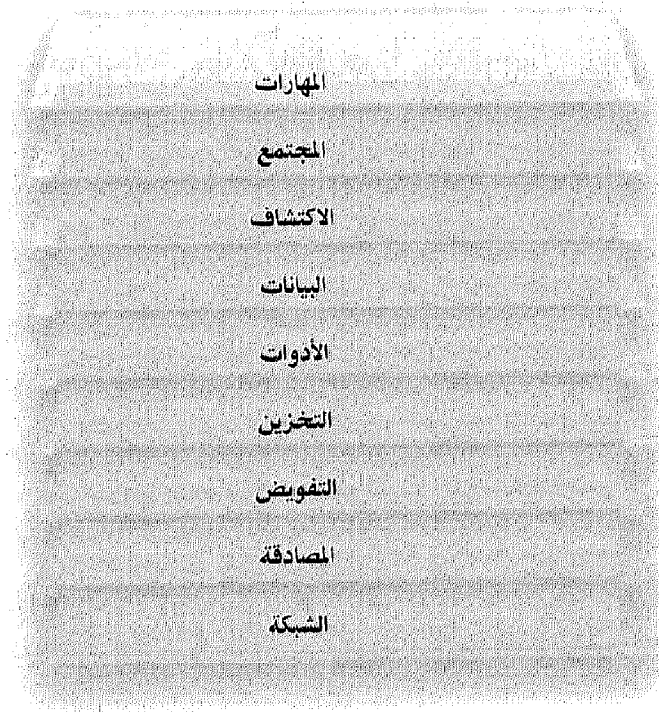 المهارات
المجتمع
الاكتشاف
البيانات
الأدوات
التخزين
التفويض
المصادقة
الشبكة